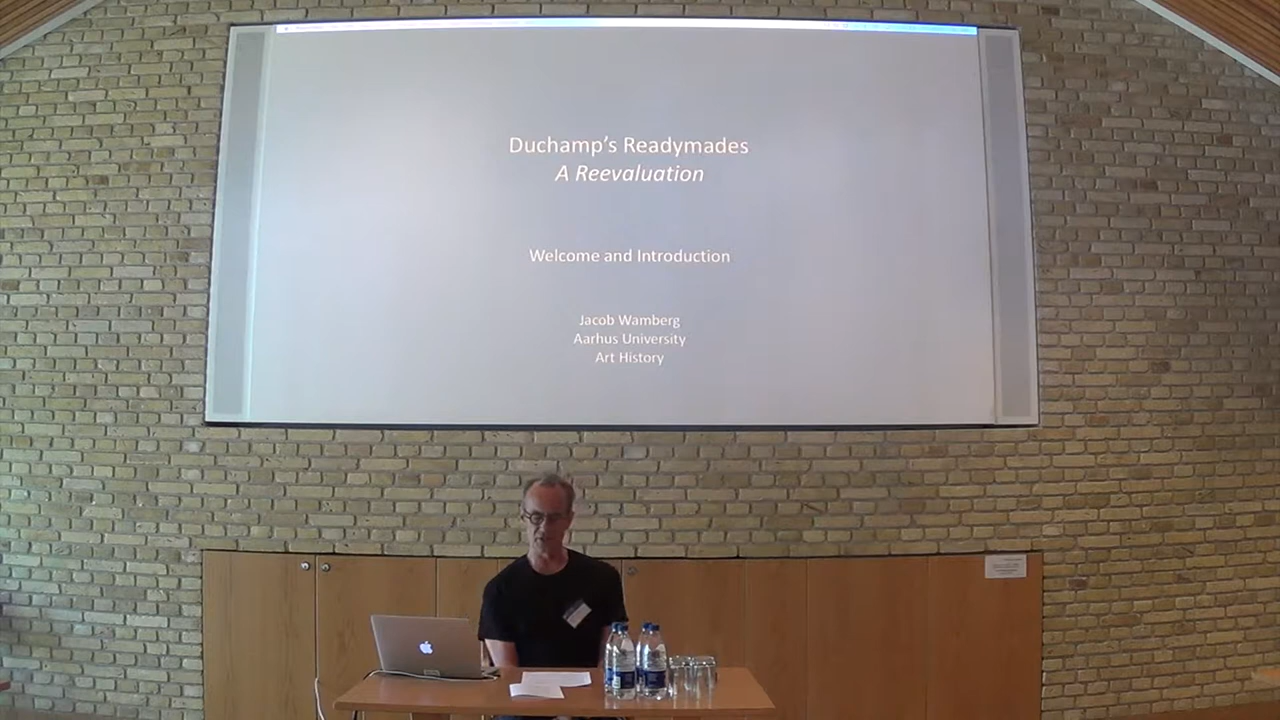 Duchamp's Readymades
A Reevaluation
Welcome and Introduction
Jacob Wamberg
Aarhus University
Art History